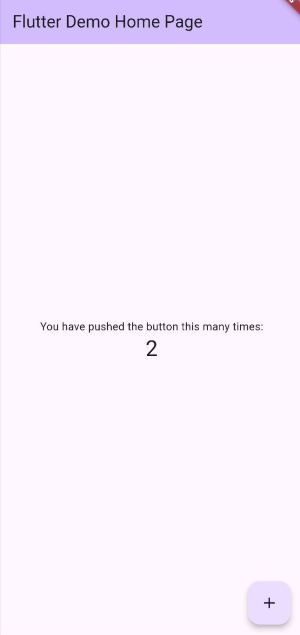 Flutter Demo Home Page
You have pushed the button this many times:
2
+